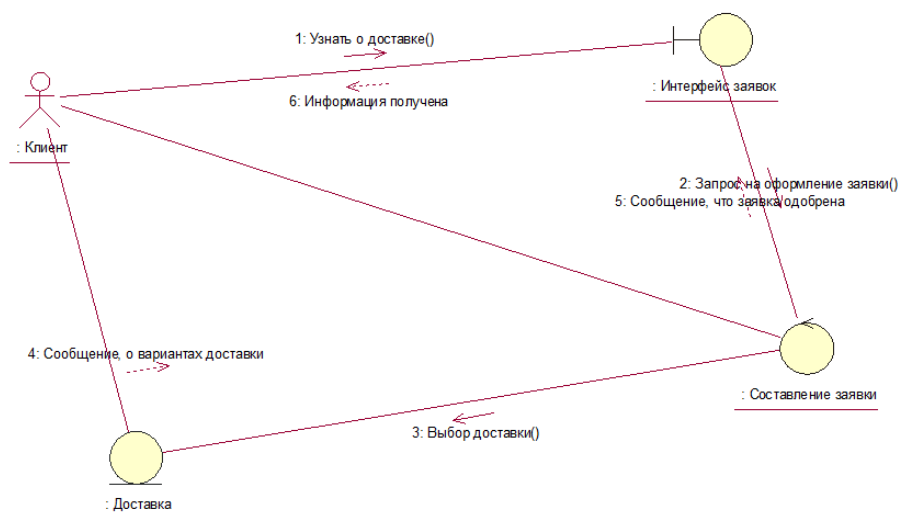 1: Узнать о доставке()
6: Информация получена
: Интерфейс заявок
: Клиент
2: Запрос на оформление заявки()
5: Сообщение, что заявка одобрена
4: Сообщение, о вариантах доставки
: Составление заявки
3: Выбор доставки()
: Доставка